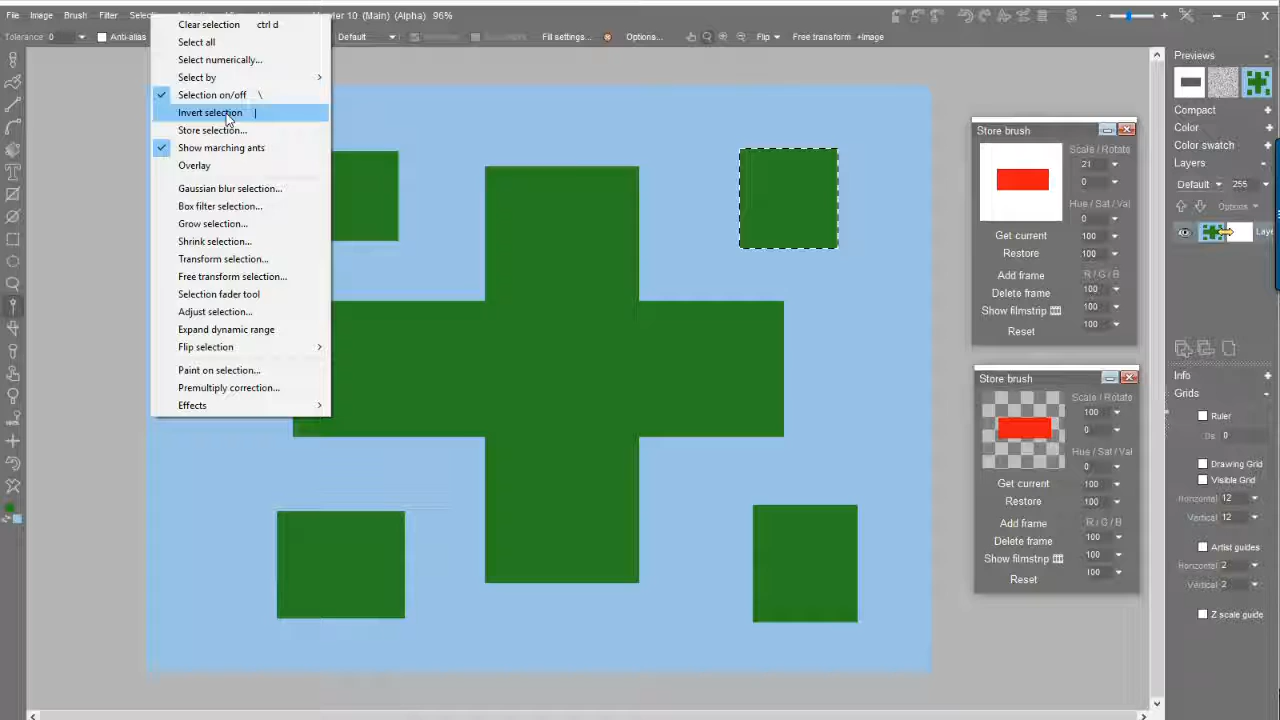 File Image Brush Filter Selec ter 10 (Main) (Alpha) 96%
Tolerance 0 Anti-alias Default Fill settings... Options... Flip Free transform +Image
Clear selection ctrl d
Select all
Select numerically...
Select by
Selection on/off \
Invert selection |
Store selection...
Show marching ants
Overlay
Gaussian blur selection...
Box filter selection...
Grow selection...
Shrink selection...
Transform selection...
Free transform selection...
Selection fader tool
Adjust selection...
Expand dynamic range
Flip selection
Paint on selection...
Premultiply correction...
Effects
Store brush
Scale / Rotate
21
0
Hue / Sat / Val
0
Get current 100
Restore 100
Add frame R / G / B
Delete frame 100
Show filmstrip 100
Reset 100
Store brush
Scale / Rotate
100
0
Hue / Sat / Val
0
Get current 100
Restore 100
Add frame R / G / B
Delete frame 100
Show filmstrip 100
Reset 100
Previews -
Compact +
Color +
Color swatch +
Layers -
Default 255
Options
Laye
Info +
Grids -
Ruler
0
Drawing Grid
Visible Grid
Horizontal 12
Vertical 12
Artist guides
Horizontal 2
Vertical 2
Z scale guide